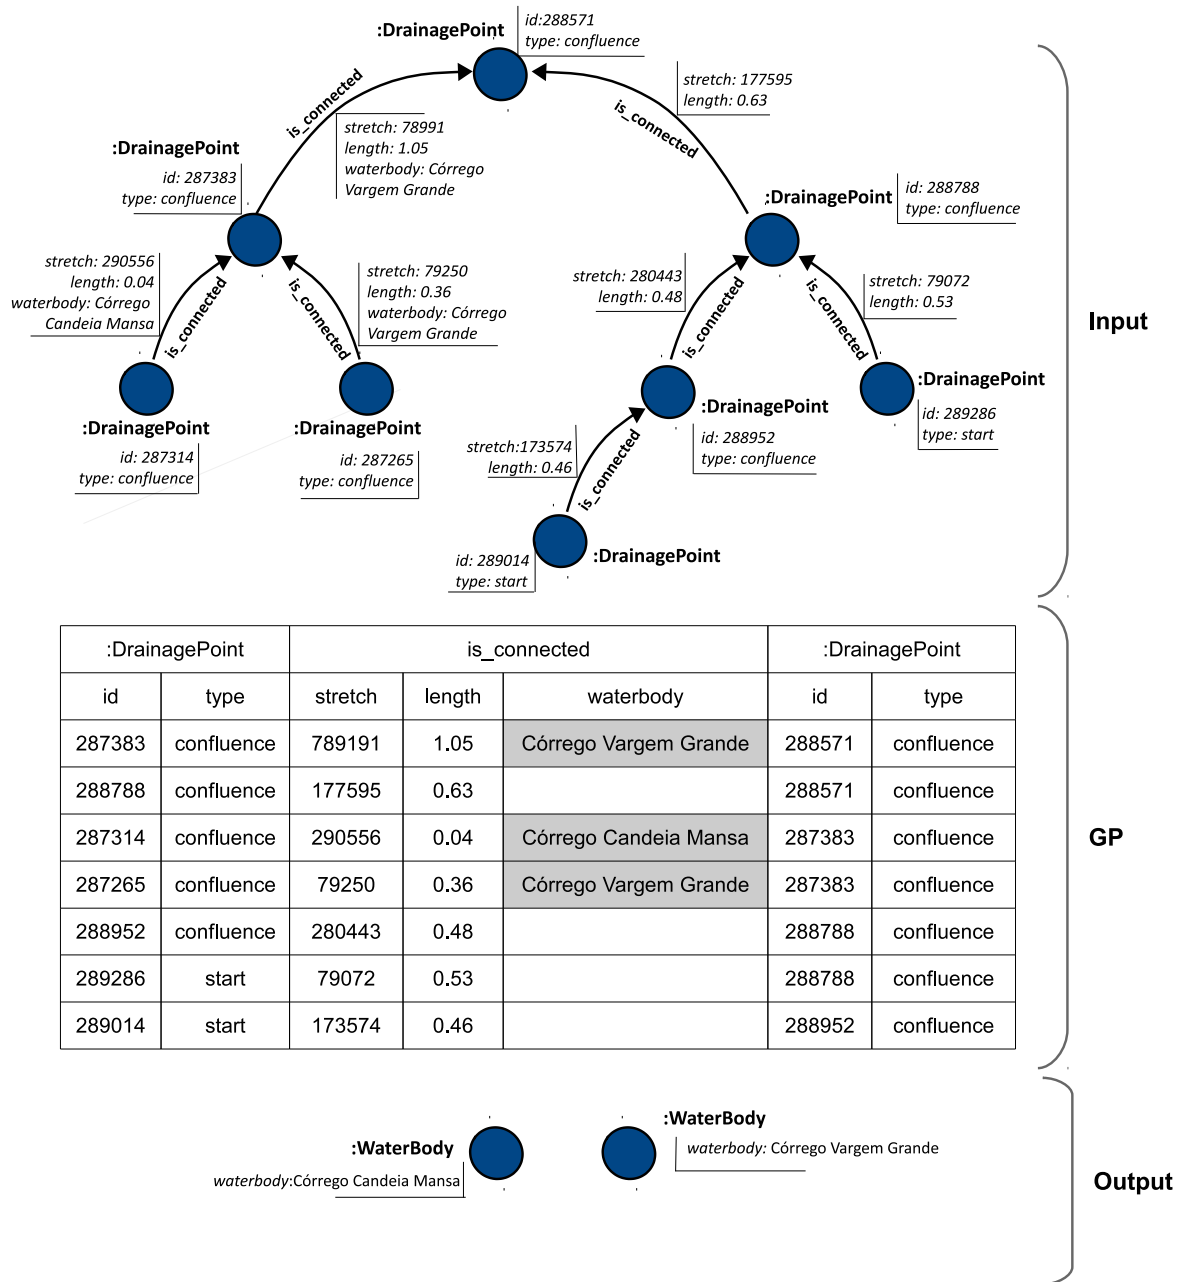 :DrainagePoint
id:288571
type: confluence
is_connected
stretch: 78991
length: 1.05
waterbody: Córrego
Vargem Grande
is_connected
stretch: 177595
length: 0.63
:DrainagePoint
id: 287383
type: confluence
:DrainagePoint
id: 288788
type: confluence
stretch: 290556
length: 0.04
waterbody: Córrego
Candeia Mansa
is_connected
is_connected
stretch: 79250
length: 0.36
waterbody: Córrego
Vargem Grande
stretch: 280443
length: 0.48
is_connected
is_connected
stretch: 79072
length: 0.53
Input
:DrainagePoint
id: 287314
type: confluence
:DrainagePoint
id: 287265
type: confluence
:DrainagePoint
id: 288952
type: confluence
:DrainagePoint
id: 289286
type: start
stretch:173574
length: 0.46
is_connected
id: 289014
type: start
:DrainagePoint
:DrainagePoint is_connected :DrainagePoint
id type stretch length waterbody id type
287383 confluence 789191 1.05 Córrego Vargem Grande 288571 confluence
288788 confluence 177595 0.63 288571 confluence
287314 confluence 290556 0.04 Córrego Candeia Mansa 287383 confluence
287265 confluence 79250 0.36 Córrego Vargem Grande 287383 confluence
288952 confluence 280443 0.48 288788 confluence
289286 start 79072 0.53 288788 confluence
289014 start 173574 0.46 288952 confluence
GP
:WaterBody
waterbody:Córrego Candeia Mansa
:WaterBody
waterbody: Córrego Vargem Grande
Output